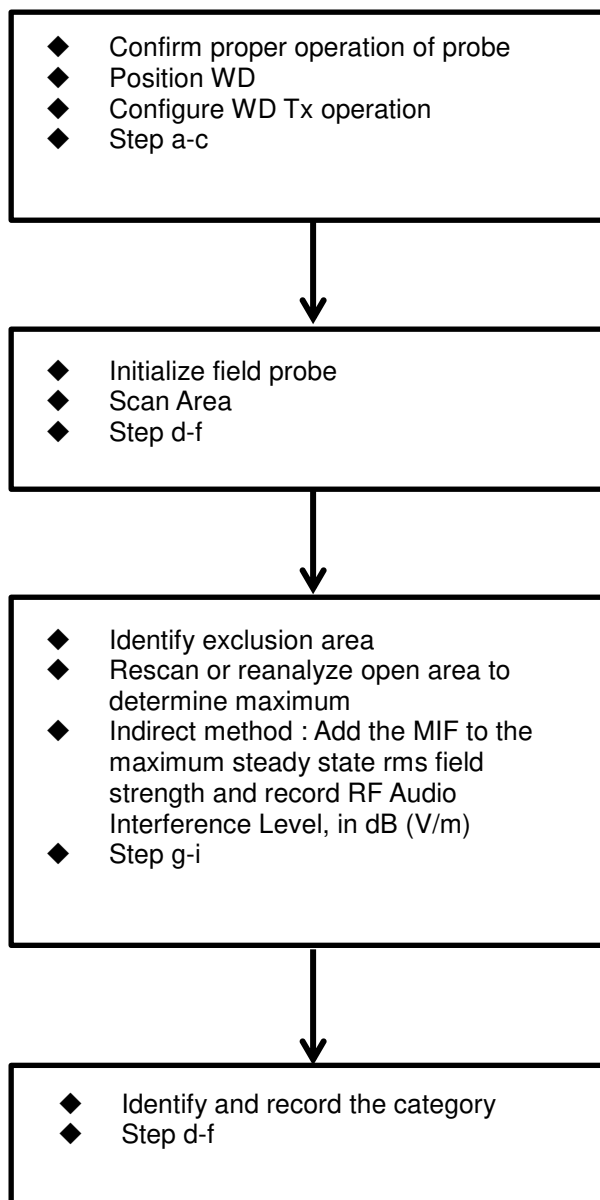 ◆ Confirm proper operation of probe
◆ Position WD
◆ Configure WD Tx operation
◆ Step a-c
◆ Initialize field probe
◆ Scan Area
◆ Step d-f
◆ Identify exclusion area
◆ Rescan or reanalyze open area to
determine maximum
◆ Indirect method : Add the MIF to the
maximum steady state rms field
strength and record RF Audio
Interference Level, in dB (V/m)
◆ Step g-i
◆ Identify and record the category
◆ Step d-f